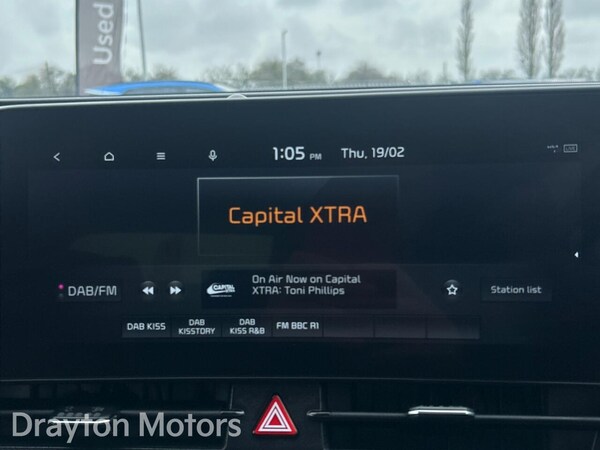 Used
1:05 PM Thu, 19/02
Capital XTRA
DAB/FM
CAPITAL
On Air Now on Capital
XTRA: Toni Phillips
Station list
DAB KISS
DAB
KISSTORY
DAB
KISS R&B
FM BBC R1
Drayton Motors